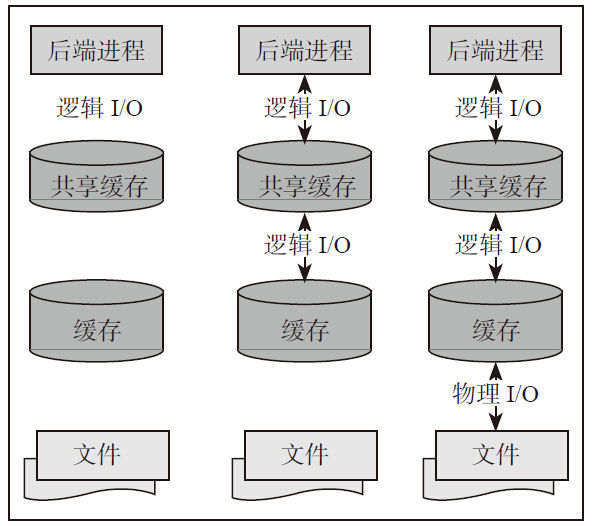 后端进程 后端进程 后端进程
逻辑 I/O 逻辑 I/O 逻辑 I/O
共享缓存 共享缓存 共享缓存
逻辑 I/O 逻辑 I/O
缓存 缓存 缓存
物理 I/O
文件 文件 文件